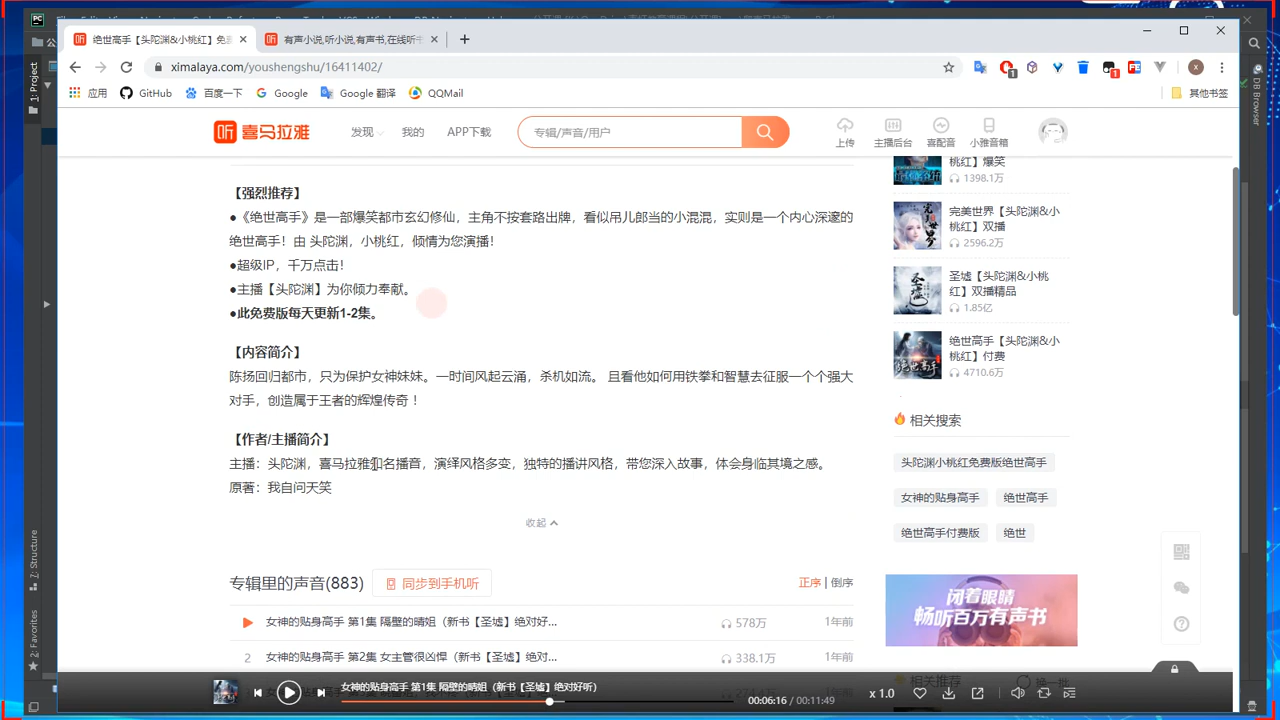 绝世高手【头陀渊&小桃红】免费
有声小说,听小说,有声书,在线听书
ximalaya.com/youshengshu/16411402/
应用
GitHub
百度一下
Google
Google 翻译
QQMail
其他书签
喜马拉雅
发现
我的
APP下载
专辑/声音/用户
上传
主播后台
喜配音
小雅音箱
【强烈推荐】
●《绝世高手》是一部爆笑都市玄幻修仙，主角不按套路出牌，看似吊儿郎当的小混混，实则是一个内心深邃的
绝世高手！由 头陀渊，小桃红，倾情为您演播！
●超级IP，千万点击！
●主播【头陀渊】为你倾力奉献。
●此免费版每天更新1-2集。
【内容简介】
陈扬回归都市，只为保护女神妹妹。一时间风起云涌，杀机如流。 且看他如何用铁拳和智慧去征服一个个强大
对手，创造属于王者的辉煌传奇！
【作者/主播简介】
主播：头陀渊，喜马拉雅知名播音，演绎风格多变，独特的播讲风格，带您深入故事，体会身临其境之感。
原著：我自问天笑
收起
专辑里的声音(883)
同步到手机听
正序 | 倒序
女神的贴身高手 第1集 隔壁的晴姐（新书【圣墟】绝对好...
578万
1年前
2
女神的贴身高手 第2集 女主管很凶悍（新书【圣墟】绝对...
338.1万
1年前
桃红】爆笑
1398.1万
完美世界【头陀渊&小
桃红】双播
2596.2万
圣墟【头陀渊&小桃
红】双播精品
1.85亿
绝世高手【头陀渊&小
桃红】付费
4710.6万
相关搜索
头陀渊小桃红免费版绝世高手
女神的贴身高手
绝世高手
绝世高手付费版
绝世
闭着眼睛
畅听百万有声书
相关推荐
换一批
女神的贴身高手 第1集 隔壁的晴姐（新书【圣墟】绝对好听）
00:06:16 / 00:11:49
x 1.0
1: Project
7: Structure
2: Favorites
DB Browser